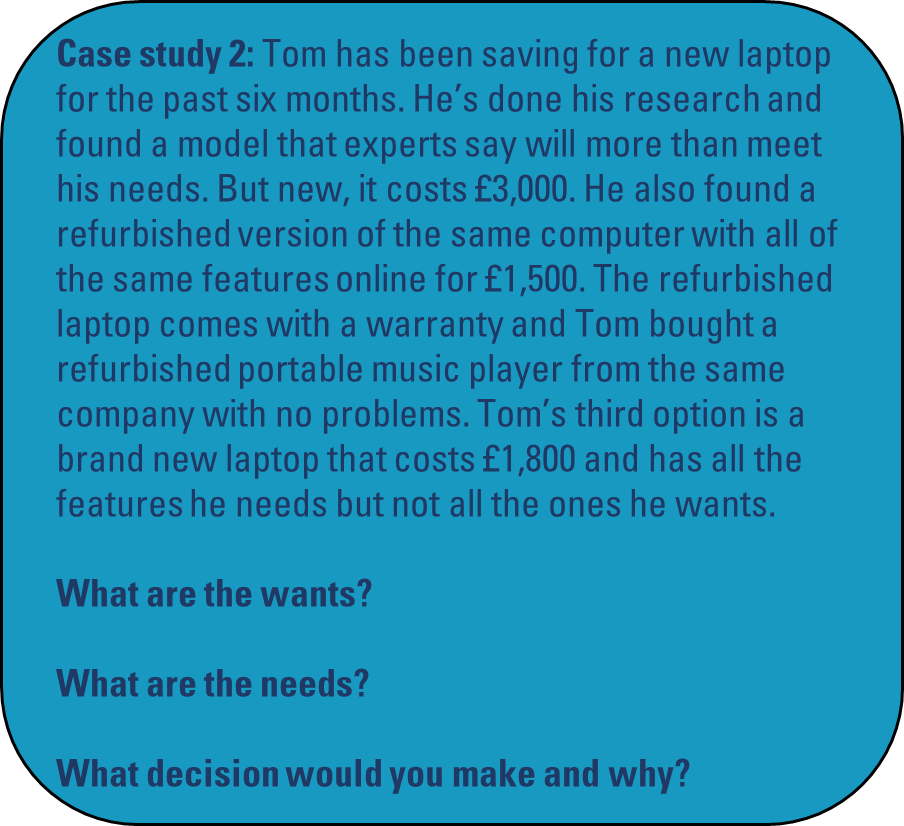 Case study 2: Tom has been saving for a new laptop
for the past six months. He’s done his research and
found a model that experts say will more than meet
his needs. But new, it costs £3,000. He also found a
refurbished version of the same computer with all of
the same features online for £1,500. The refurbished
laptop comes with a warranty and Tom bought a
refurbished portable music player from the same
company with no problems. Tom’s third option is a
brand new laptop that costs £1,800 and has all the
features he needs but not all the ones he wants.
What are the wants?
What are the needs?
What decision would you make and why?